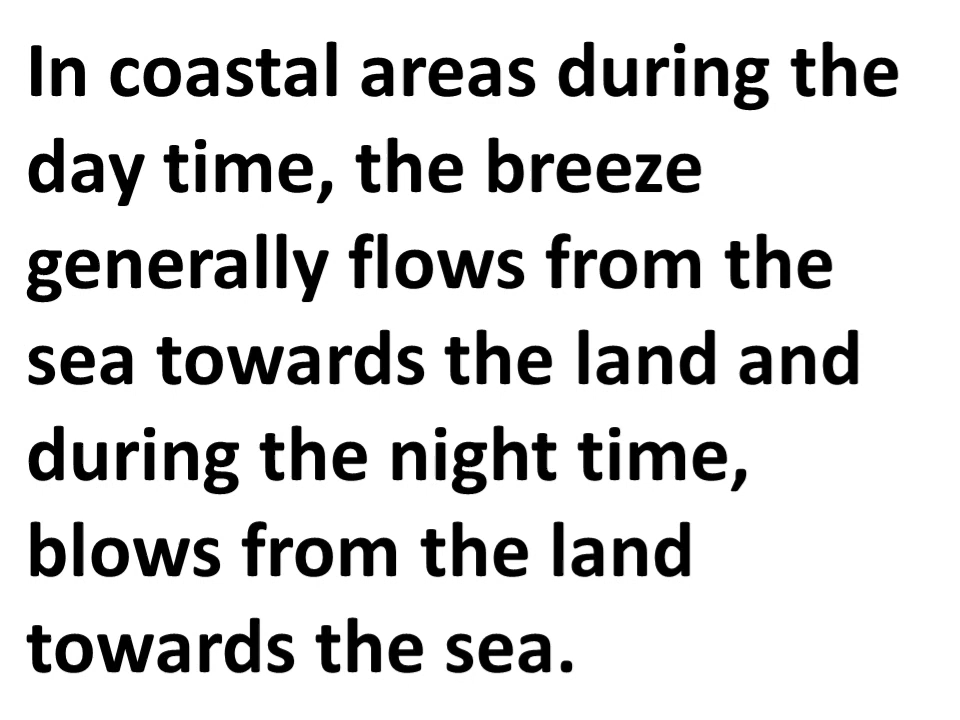 In coastal areas during the
day time, the breeze
generally flows from the
sea towards the land and
during the night time,
blows from the land
towards the sea.